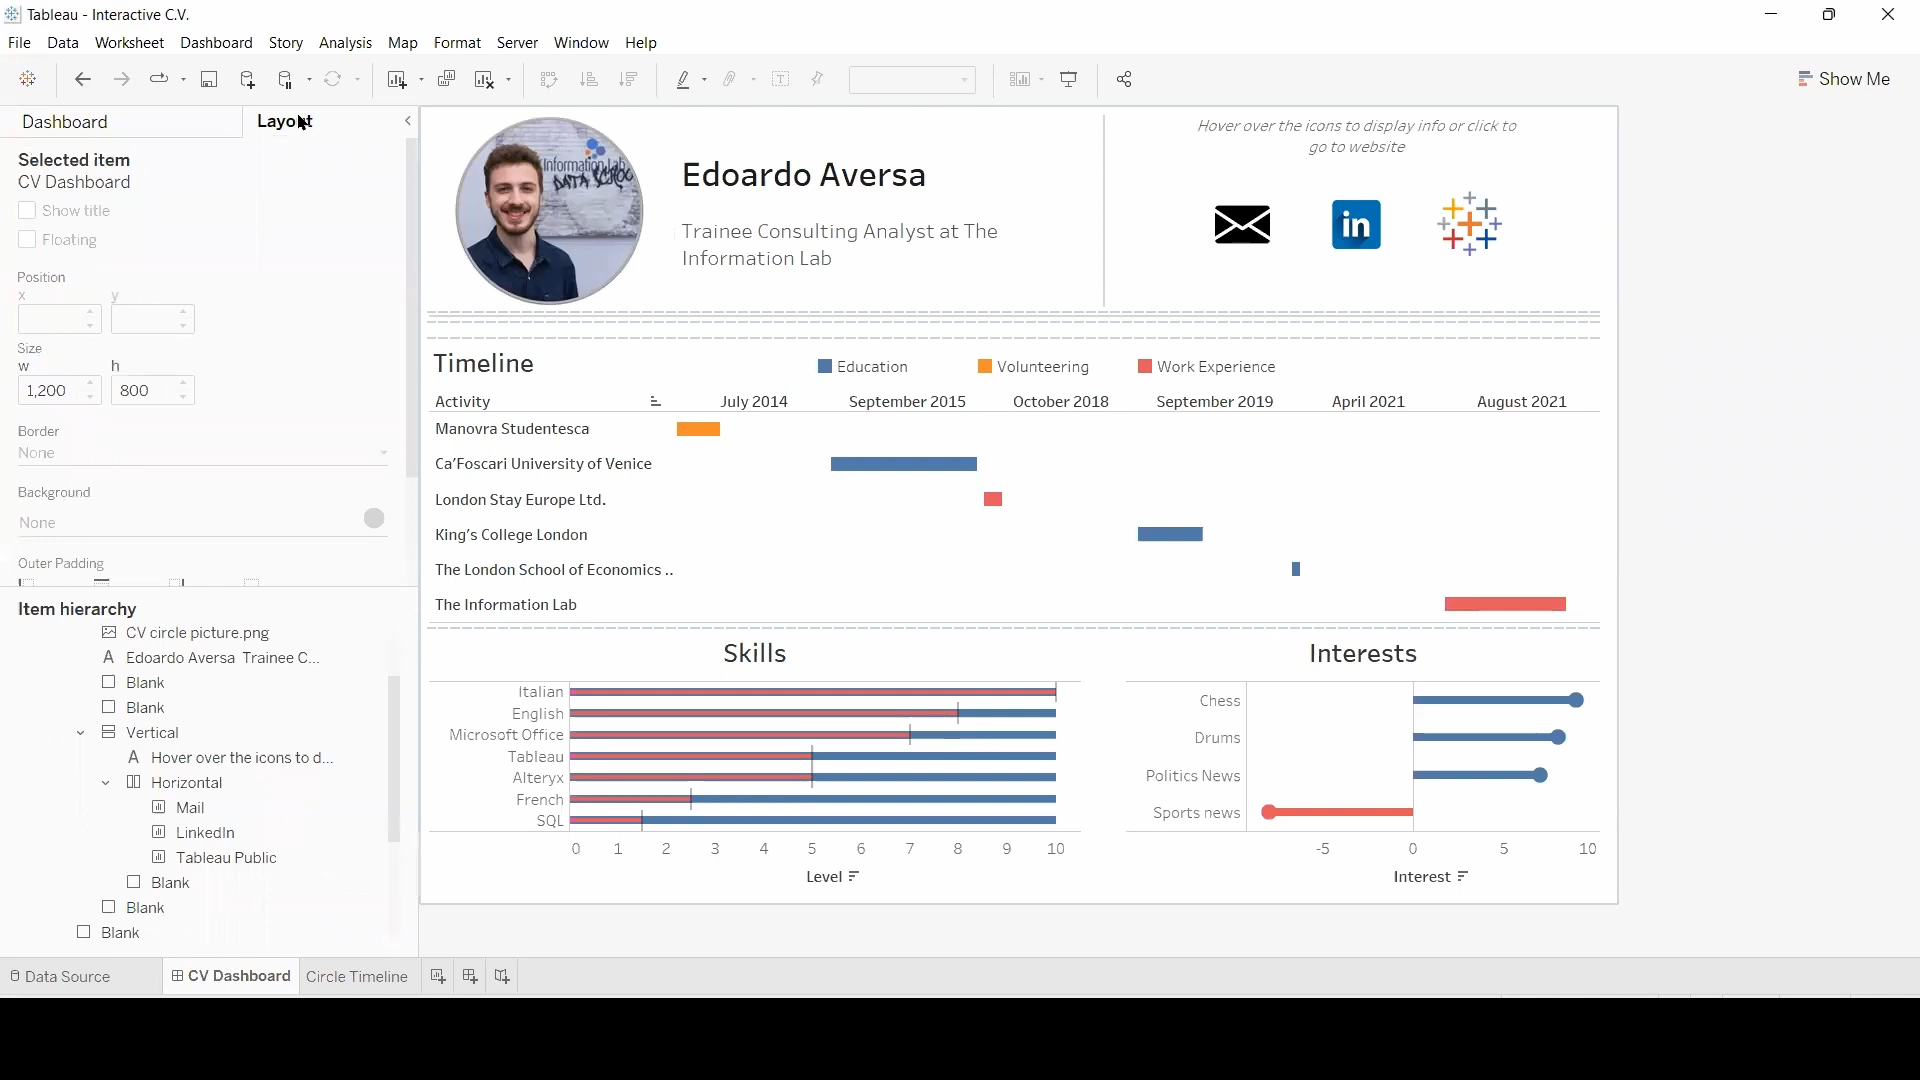 Tableau - Interactive C.V.
File Data Worksheet Dashboard Story Analysis Map Format Server Window Help
Show Me
Dashboard
Layout
Selected item
CV Dashboard
Show title
Floating
Position
x y
Size
w h
1,200 800
Border
None
Background
None
Outer Padding
Item hierarchy
CV circle picture.png
Edoardo Aversa Trainee C...
Blank
Blank
Vertical
Hover over the icons to d...
Horizontal
Mail
LinkedIn
Tableau Public
Blank
Blank
Blank
Information Lab
DATA SCHOOL
Edoardo Aversa
Trainee Consulting Analyst at The
Information Lab
Hover over the icons to display info or click to
go to website
in
Timeline
Education Volunteering Work Experience
Activity July 2014 September 2015 October 2018 September 2019 April 2021 August 2021
Manovra Studentesca
Ca'Foscari University of Venice
London Stay Europe Ltd.
King's College London
The London School of Economics ..
The Information Lab
Skills
Italian
English
Microsoft Office
Tableau
Alteryx
French
SQL
0 1 2 3 4 5 6 7 8 9 10
Level
Interests
Chess
Drums
Politics News
Sports news
-5 0 5 10
Interest
Data Source CV Dashboard Circle Timeline